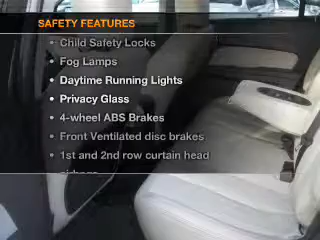 SAFETY FEATURES
• Child Safety Locks
• Fog Lamps
• Daytime Running Lights
• Privacy Glass
• 4-wheel ABS Brakes
• Front Ventilated disc brakes
• 1st and 2nd row curtain head
airbags